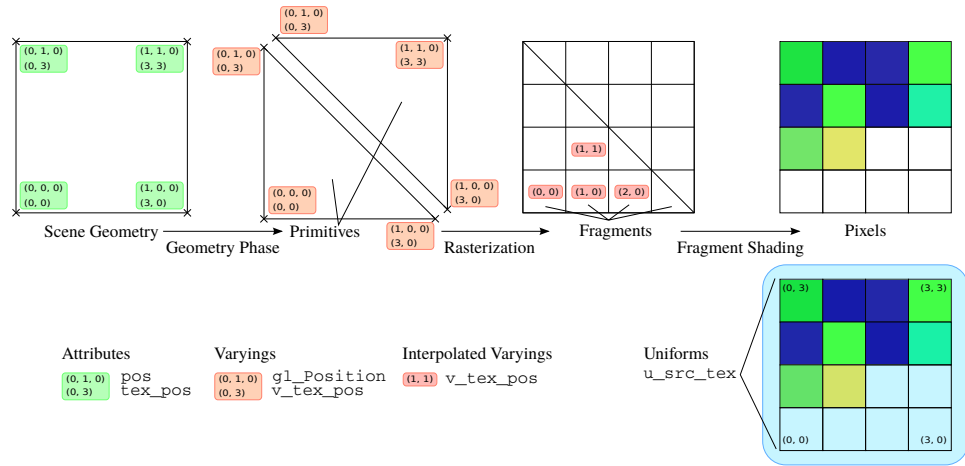 (0, 1, 0)
(0, 3)
(1, 1, 0)
(3, 3)
(0, 0, 0)
(0, 0)
(1, 0, 0)
(3, 0)
Scene Geometry
Geometry Phase
(0, 1, 0)
(0, 3)
(0, 1, 0)
(0, 3)
(1, 1, 0)
(3, 3)
(0, 0, 0)
(0, 0)
(1, 0, 0)
(3, 0)
(1, 0, 0)
(3, 0)
Primitives
Rasterization
(1, 1)
(0, 0)
(1, 0)
(2, 0)
Fragments
Fragment Shading
Pixels
Attributes
(0, 1, 0) pos
(0, 3) tex_pos
Varyings
(0, 1, 0) gl_Position
(0, 3) v_tex_pos
Interpolated Varyings
(1, 1) v_tex_pos
Uniforms
u_src_tex
(0, 3)
(3, 3)
(0, 0)
(3, 0)